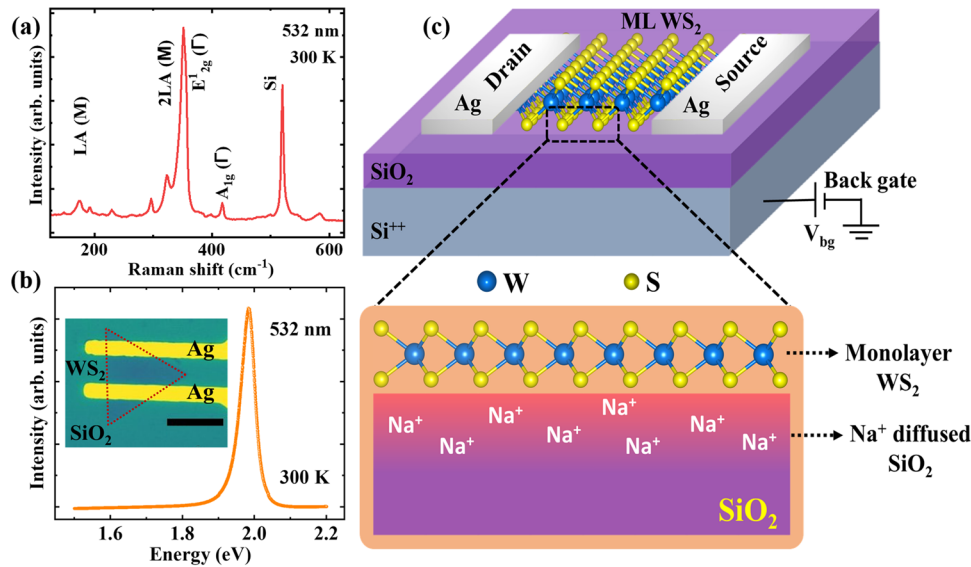 (a)
532 nm
300 K
Intensity (arb. units)
LA (M)
2LA (M)
E¹₂g (Γ)
A₁g (Γ)
Si
200
400
600
Raman shift (cm⁻¹)
(b)
532 nm
300 K
Intensity (arb. units)
Ag
WS₂
Ag
SiO₂
1.6
1.8
2.0
2.2
Energy (eV)
(c)
ML WS₂
Drain
Ag
Source
Ag
SiO₂
Si⁺⁺
Back gate
V_bg
W
S
Monolayer
WS₂
Na⁺ Na⁺ Na⁺ Na⁺ Na⁺ Na⁺ Na⁺ Na⁺
Na⁺ diffused
SiO₂
SiO₂